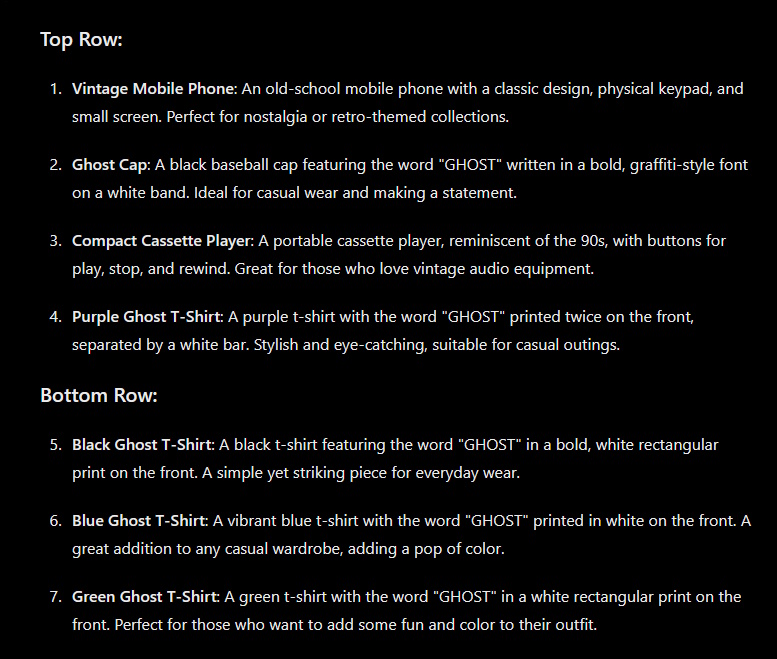 Top Row:
1. Vintage Mobile Phone: An old-school mobile phone with a classic design, physical keypad, and
small screen. Perfect for nostalgia or retro-themed collections.
2. Ghost Cap: A black baseball cap featuring the word "GHOST" written in a bold, graffiti-style font
on a white band. Ideal for casual wear and making a statement.
3. Compact Cassette Player: A portable cassette player, reminiscent of the 90s, with buttons for
play, stop, and rewind. Great for those who love vintage audio equipment.
4. Purple Ghost T-Shirt: A purple t-shirt with the word "GHOST" printed twice on the front,
separated by a white bar. Stylish and eye-catching, suitable for casual outings.
Bottom Row:
5. Black Ghost T-Shirt: A black t-shirt featuring the word "GHOST" in a bold, white rectangular
print on the front. A simple yet striking piece for everyday wear.
6. Blue Ghost T-Shirt: A vibrant blue t-shirt with the word "GHOST" printed in white on the front. A
great addition to any casual wardrobe, adding a pop of color.
7. Green Ghost T-Shirt: A green t-shirt with the word "GHOST" in a white rectangular print on the
front. Perfect for those who want to add some fun and color to their outfit.